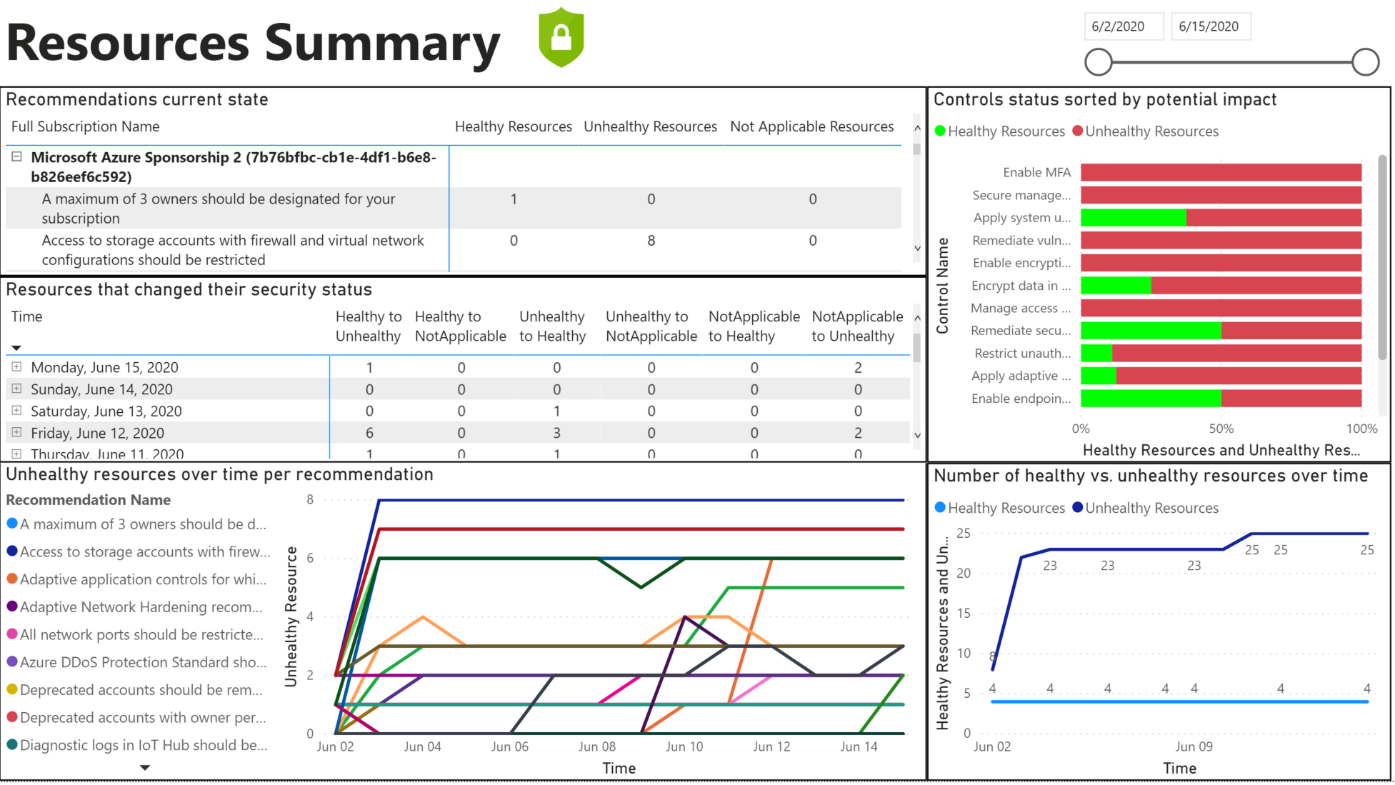 Resources Summary
6/2/2020 6/15/2020
Recommendations current state
Full Subscription Name Healthy Resources Unhealthy Resources Not Applicable Resources
Microsoft Azure Sponsorship 2 (7b76bfbc-cb1e-4df1-b6e8-
b826eef6c592)
A maximum of 3 owners should be designated for your 1 0 0
subscription
Access to storage accounts with firewall and virtual network 0 8 0
configurations should be restricted
Resources that changed their security status
Time Healthy to Healthy to Unhealthy Unhealthy to NotApplicable NotApplicable
Unhealthy NotApplicable to Healthy NotApplicable to Healthy to Unhealthy
Monday, June 15, 2020 1 0 0 0 0 2
Sunday, June 14, 2020 0 0 0 0 0 0
Saturday, June 13, 2020 0 0 1 0 0 0
Friday, June 12, 2020 6 0 3 0 0 2
Thursday, June 11, 2020 1 0 1 0 0 0
Controls status sorted by potential impact
Healthy Resources Unhealthy Resources
Control Name
Enable MFA
Secure manage...
Apply system u...
Remediate vuln...
Enable encrypti...
Encrypt data in ...
Manage access ...
Remediate secu...
Restrict unauth...
Apply adaptive ...
Enable endpoin...
0% 50% 100%
Healthy Resources and Unhealthy Res...
Unhealthy resources over time per recommendation
Recommendation Name
A maximum of 3 owners should be d...
Access to storage accounts with firew...
Adaptive application controls for whi...
Adaptive Network Hardening recom...
All network ports should be restricte...
Azure DDoS Protection Standard sho...
Deprecated accounts should be rem...
Deprecated accounts with owner per...
Diagnostic logs in IoT Hub should be...
Unhealthy Resource
8
6
4
2
0
Jun 02 Jun 04 Jun 06 Jun 08 Jun 10 Jun 12 Jun 14
Time
Number of healthy vs. unhealthy resources over time
Healthy Resources Unhealthy Resources
Healthy Resources and Un...
25
25 25 25
23 23 23
20
15
10
8
4 4 4 4 4 4 4
5
0
Jun 02 Jun 09
Time